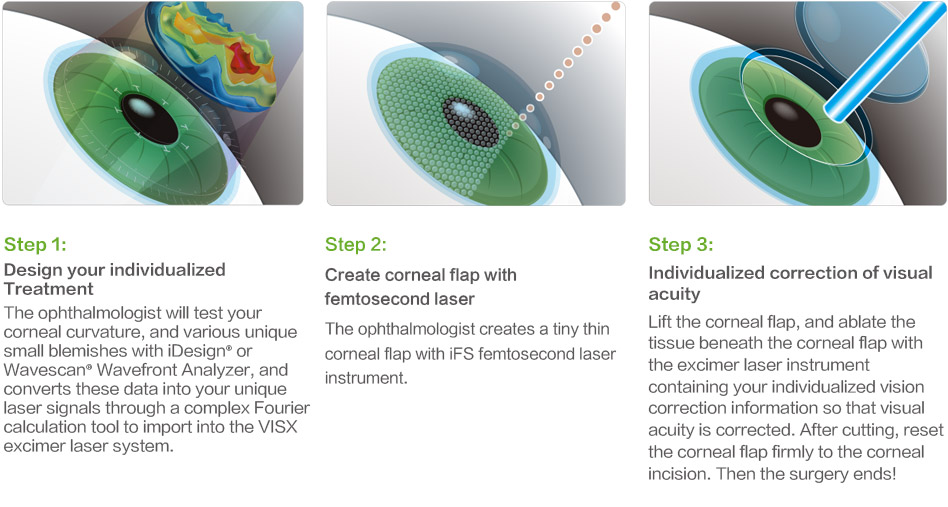 Step 1:
Design your individualized
Treatment
The ophthalmologist will test your
corneal curvature, and various unique
small blemishes with iDesign® or
Wavescan® Wavefront Analyzer, and
converts these data into your unique
laser signals through a complex Fourier
calculation tool to import into the VISX
excimer laser system.
Step 2:
Create corneal flap with
femtosecond laser
The ophthalmologist creates a tiny thin
corneal flap with iFS femtosecond laser
instrument.
Step 3:
Individualized correction of visual
acuity
Lift the corneal flap, and ablate the
tissue beneath the corneal flap with
the excimer laser instrument
containing your individualized vision
correction information so that visual
acuity is corrected. After cutting, reset
the corneal flap firmly to the corneal
incision. Then the surgery ends!